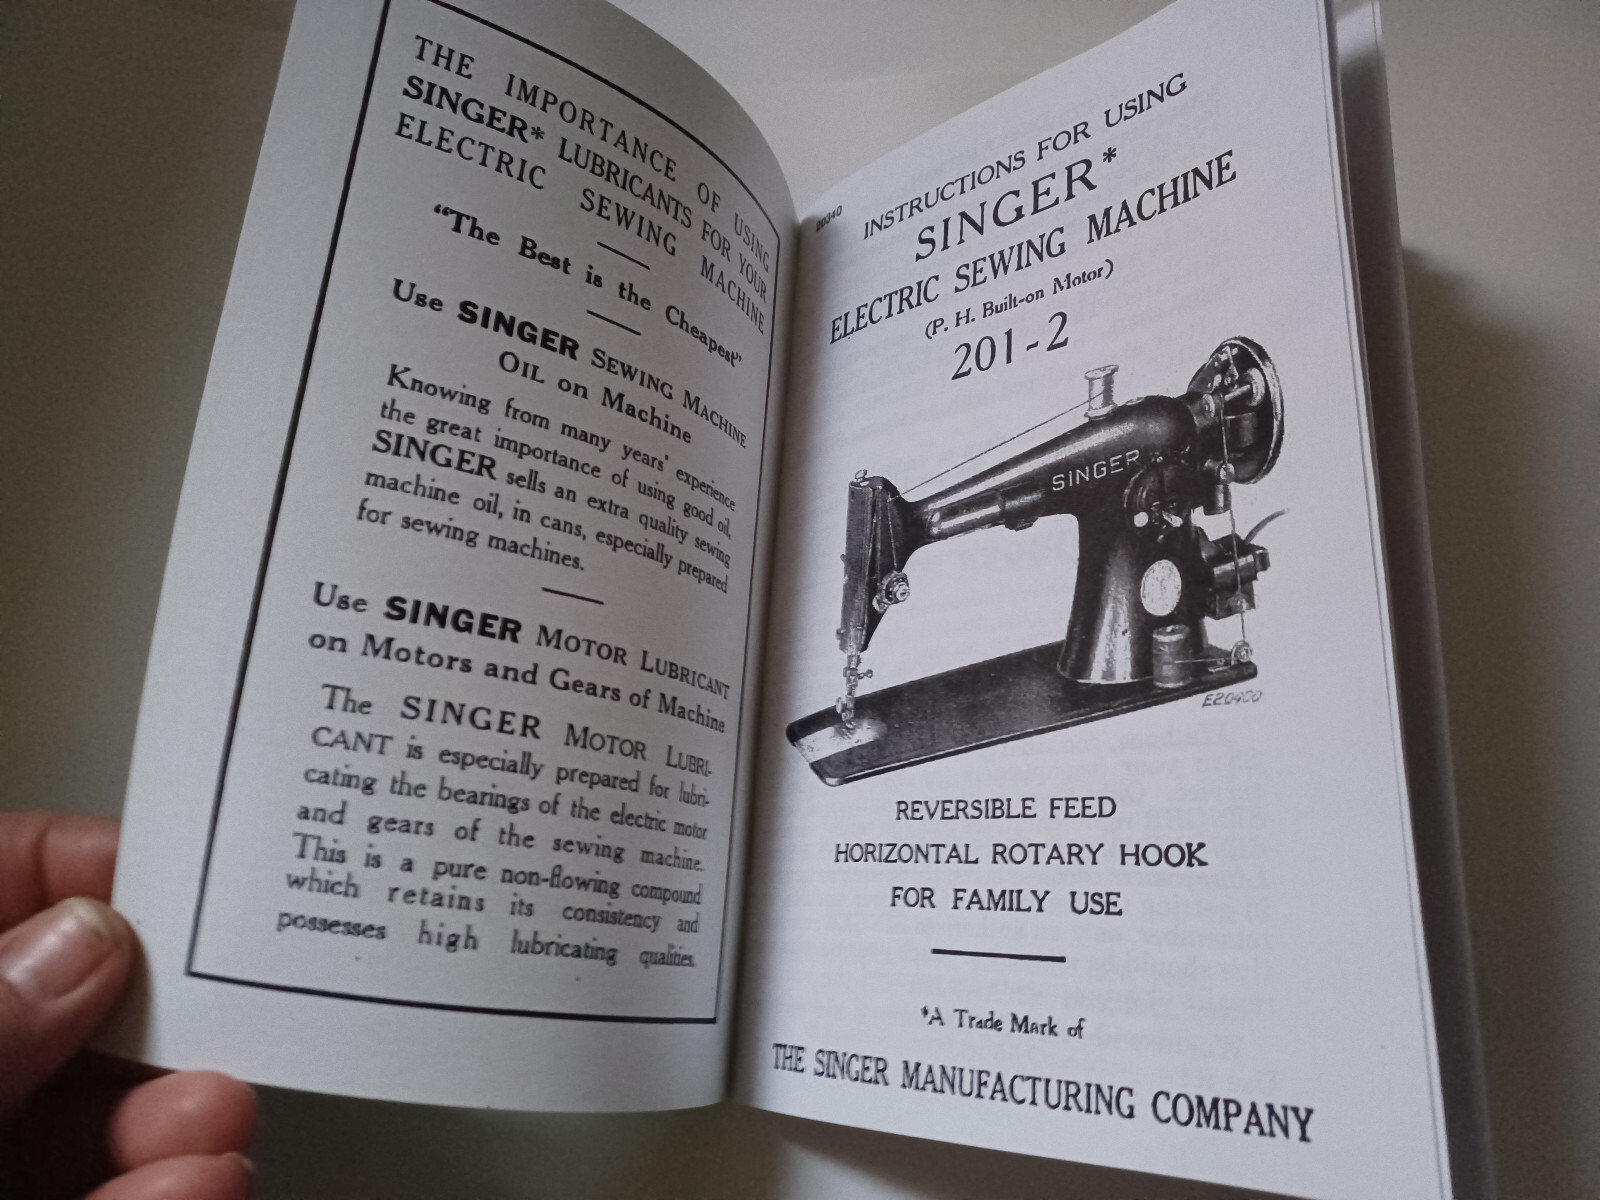 THE IMPORTANCE OF USING
SINGER* LUBRICANTS FOR YOUR
ELECTRIC SEWING MACHINE
"The Best is the Cheapest"
Use SINGER SEWING MACHINE
OIL on Machine
Knowing from many years' experience
the great importance of using good oil,
SINGER sells an extra quality sewing
machine oil, in cans, especially prepared
for sewing machines.
Use SINGER MOTOR LUBRICANT
on Motors and Gears of Machine
The SINGER MOTOR LUBRI-
CANT is especially prepared for lubri-
cating the bearings of the electric motor
and gears of the sewing machine.
This is a pure non-flowing compound
which retains its consistency and
possesses high lubricating qualities.
20340
INSTRUCTIONS FOR USING
SINGER*
ELECTRIC SEWING MACHINE
(P. H. Built-on Motor)
201-2
SINGER
E20400
REVERSIBLE FEED
HORIZONTAL ROTARY HOOK
FOR FAMILY USE
*A Trade Mark of
THE SINGER MANUFACTURING COMPANY